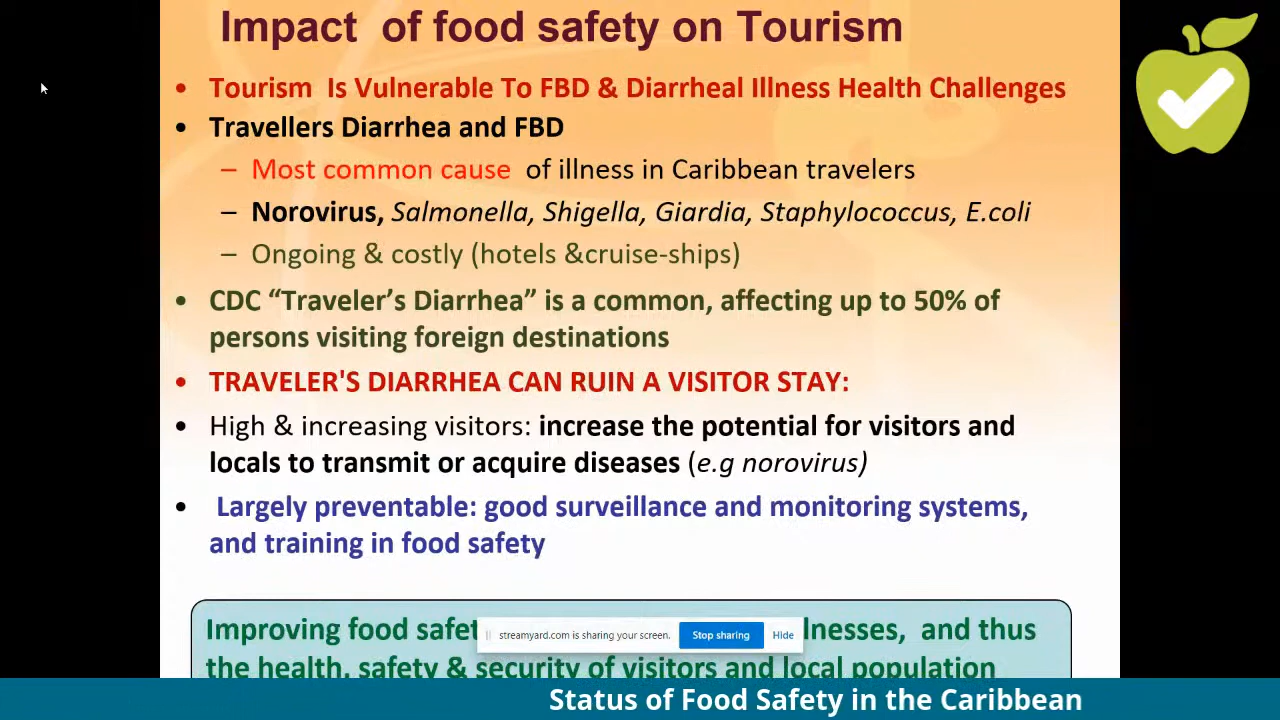 Impact of food safety on Tourism
• Tourism Is Vulnerable To FBD & Diarrheal Illness Health Challenges
• Travellers Diarrhea and FBD
– Most common cause of illness in Caribbean travelers
– Norovirus, Salmonella, Shigella, Giardia, Staphylococcus, E.coli
– Ongoing & costly (hotels &cruise-ships)
• CDC “Traveler’s Diarrhea” is a common, affecting up to 50% of
persons visiting foreign destinations
• TRAVELER'S DIARRHEA CAN RUIN A VISITOR STAY:
• High & increasing visitors: increase the potential for visitors and
locals to transmit or acquire diseases (e.g norovirus)
• Largely preventable: good surveillance and monitoring systems,
and training in food safety
Improving food and thus
streamyard.com is sharing your screen. Stop sharing Hide
the health, safety & security of visitors and local population
Status of Food Safety in the Caribbean